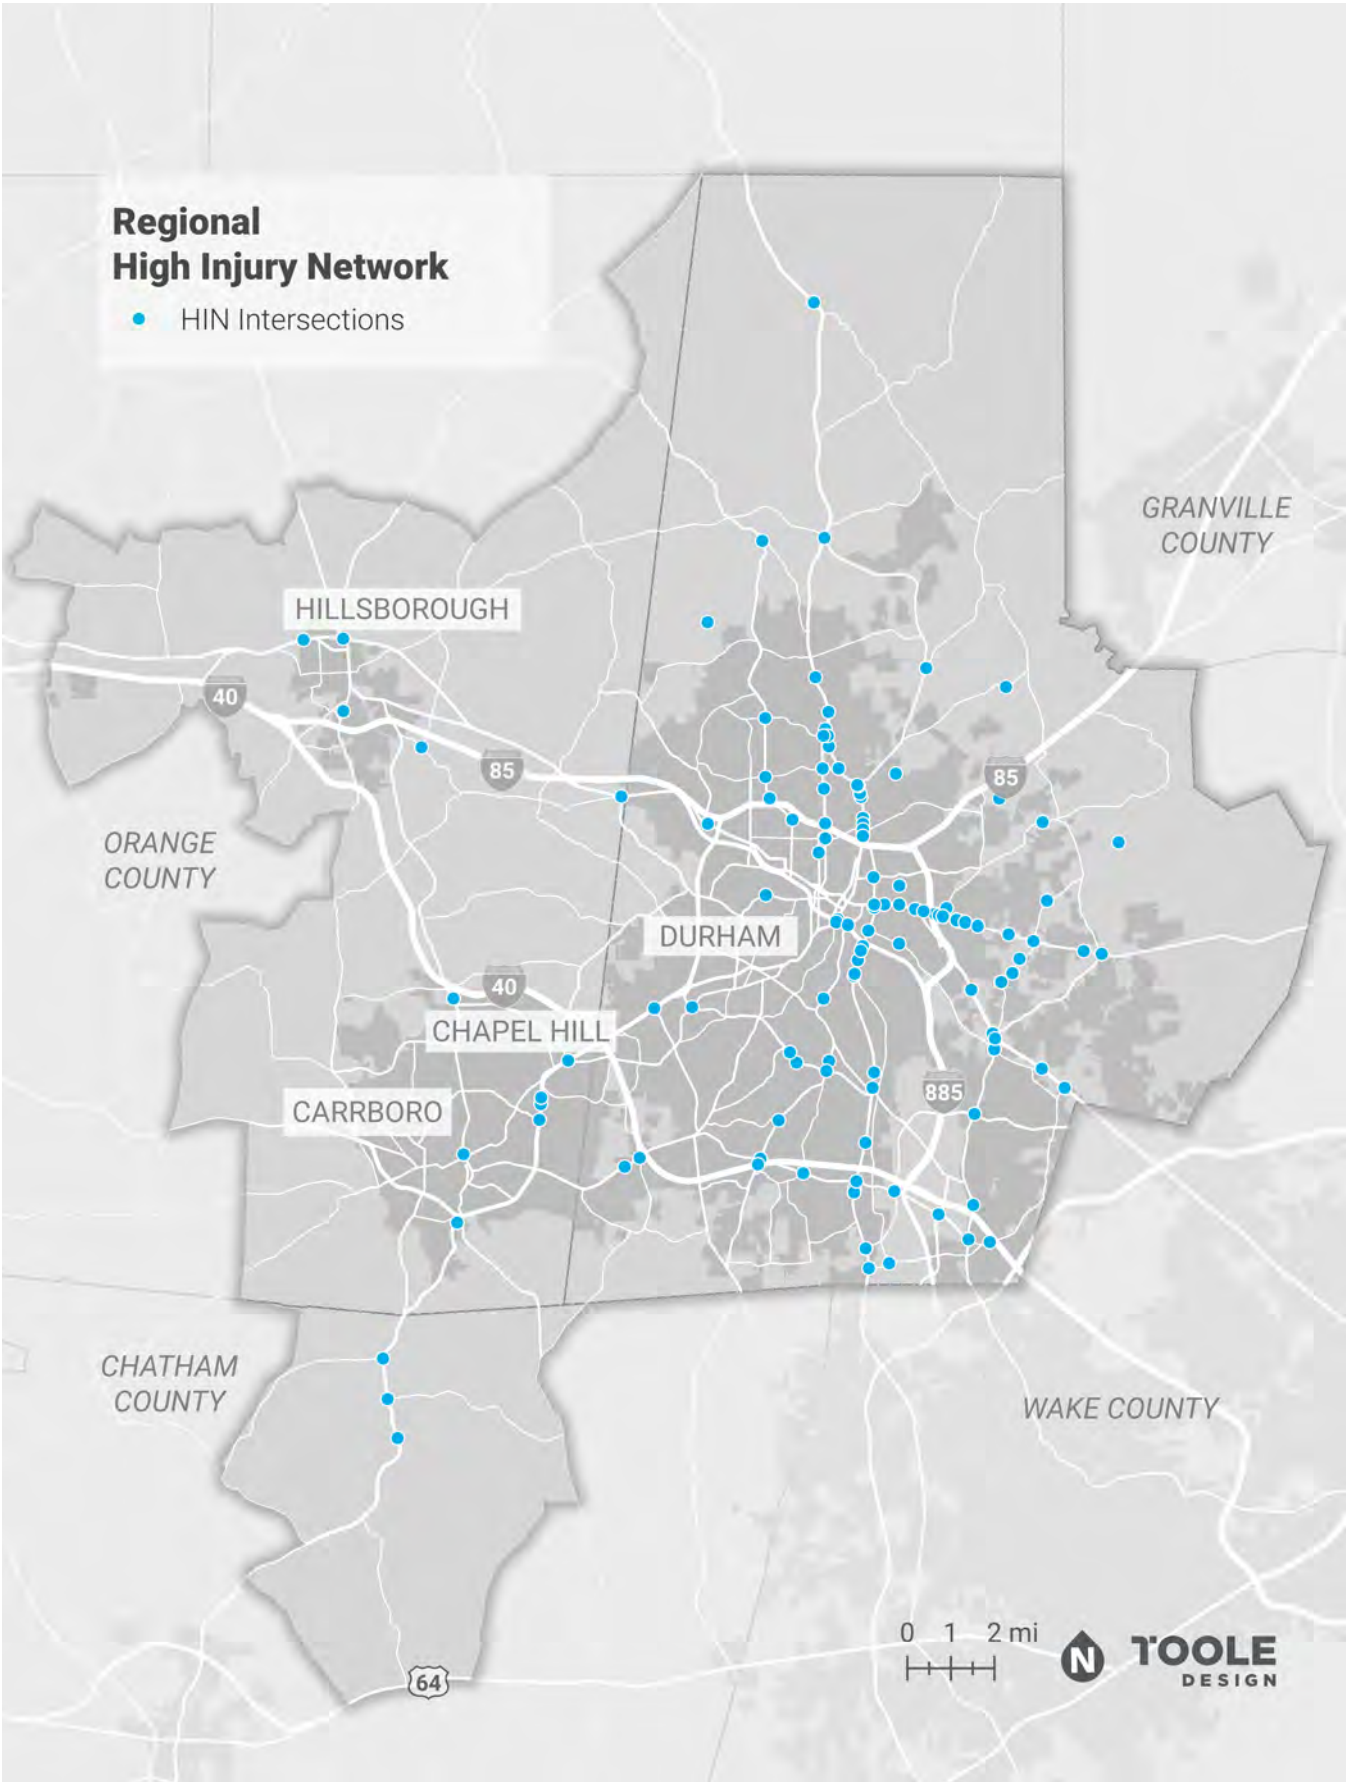 Regional
High Injury Network
HIN Intersections
GRANVILLE
COUNTY
HILLSBOROUGH
40
85
85
ORANGE
COUNTY
DURHAM
40
CHAPEL HILL
885
CARRBORO
CHATHAM
COUNTY
WAKE COUNTY
0 1 2 mi
N
TOOLE
DESIGN
64